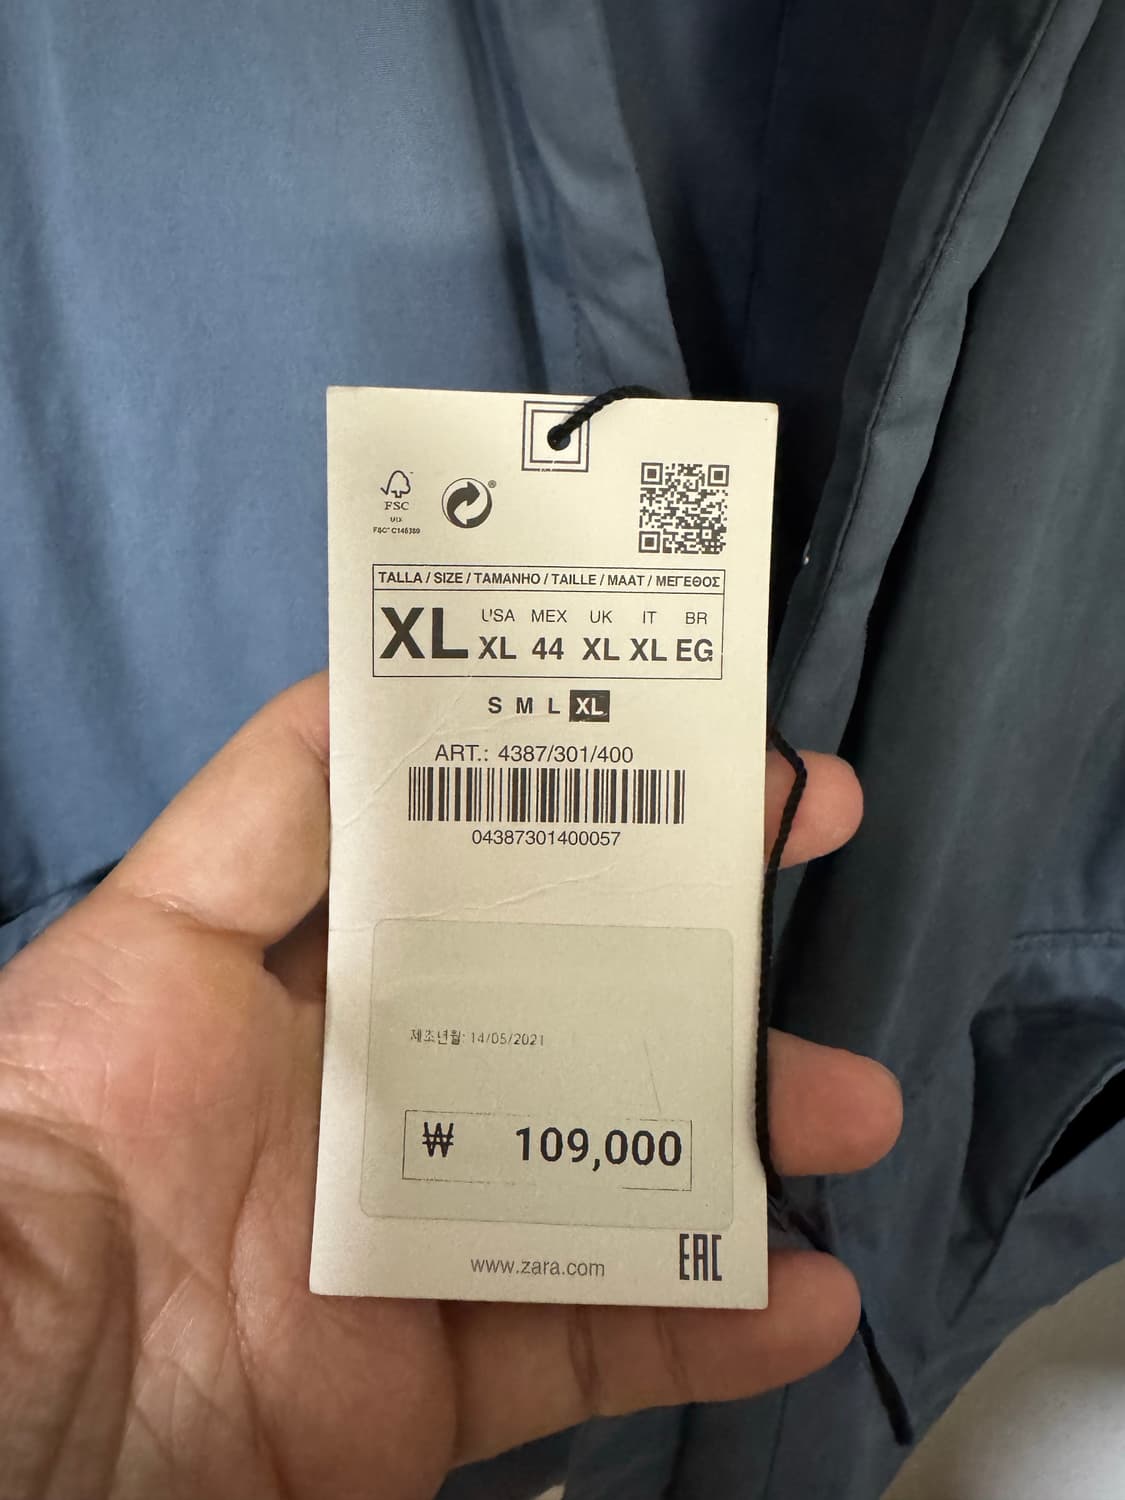 FSC
FSC® C146389
®
TALLA / SIZE / TAMANHO / TAILLE / MAAT / ΜΕΓΕΘΟΣ
XL
USA MEX UK IT BR
XL 44 XL XL EG
S M L XL
ART.: 4387/301/400
04387301400057
제조년월: 14/05/2021
₩ 109,000
www.zara.com
EAC